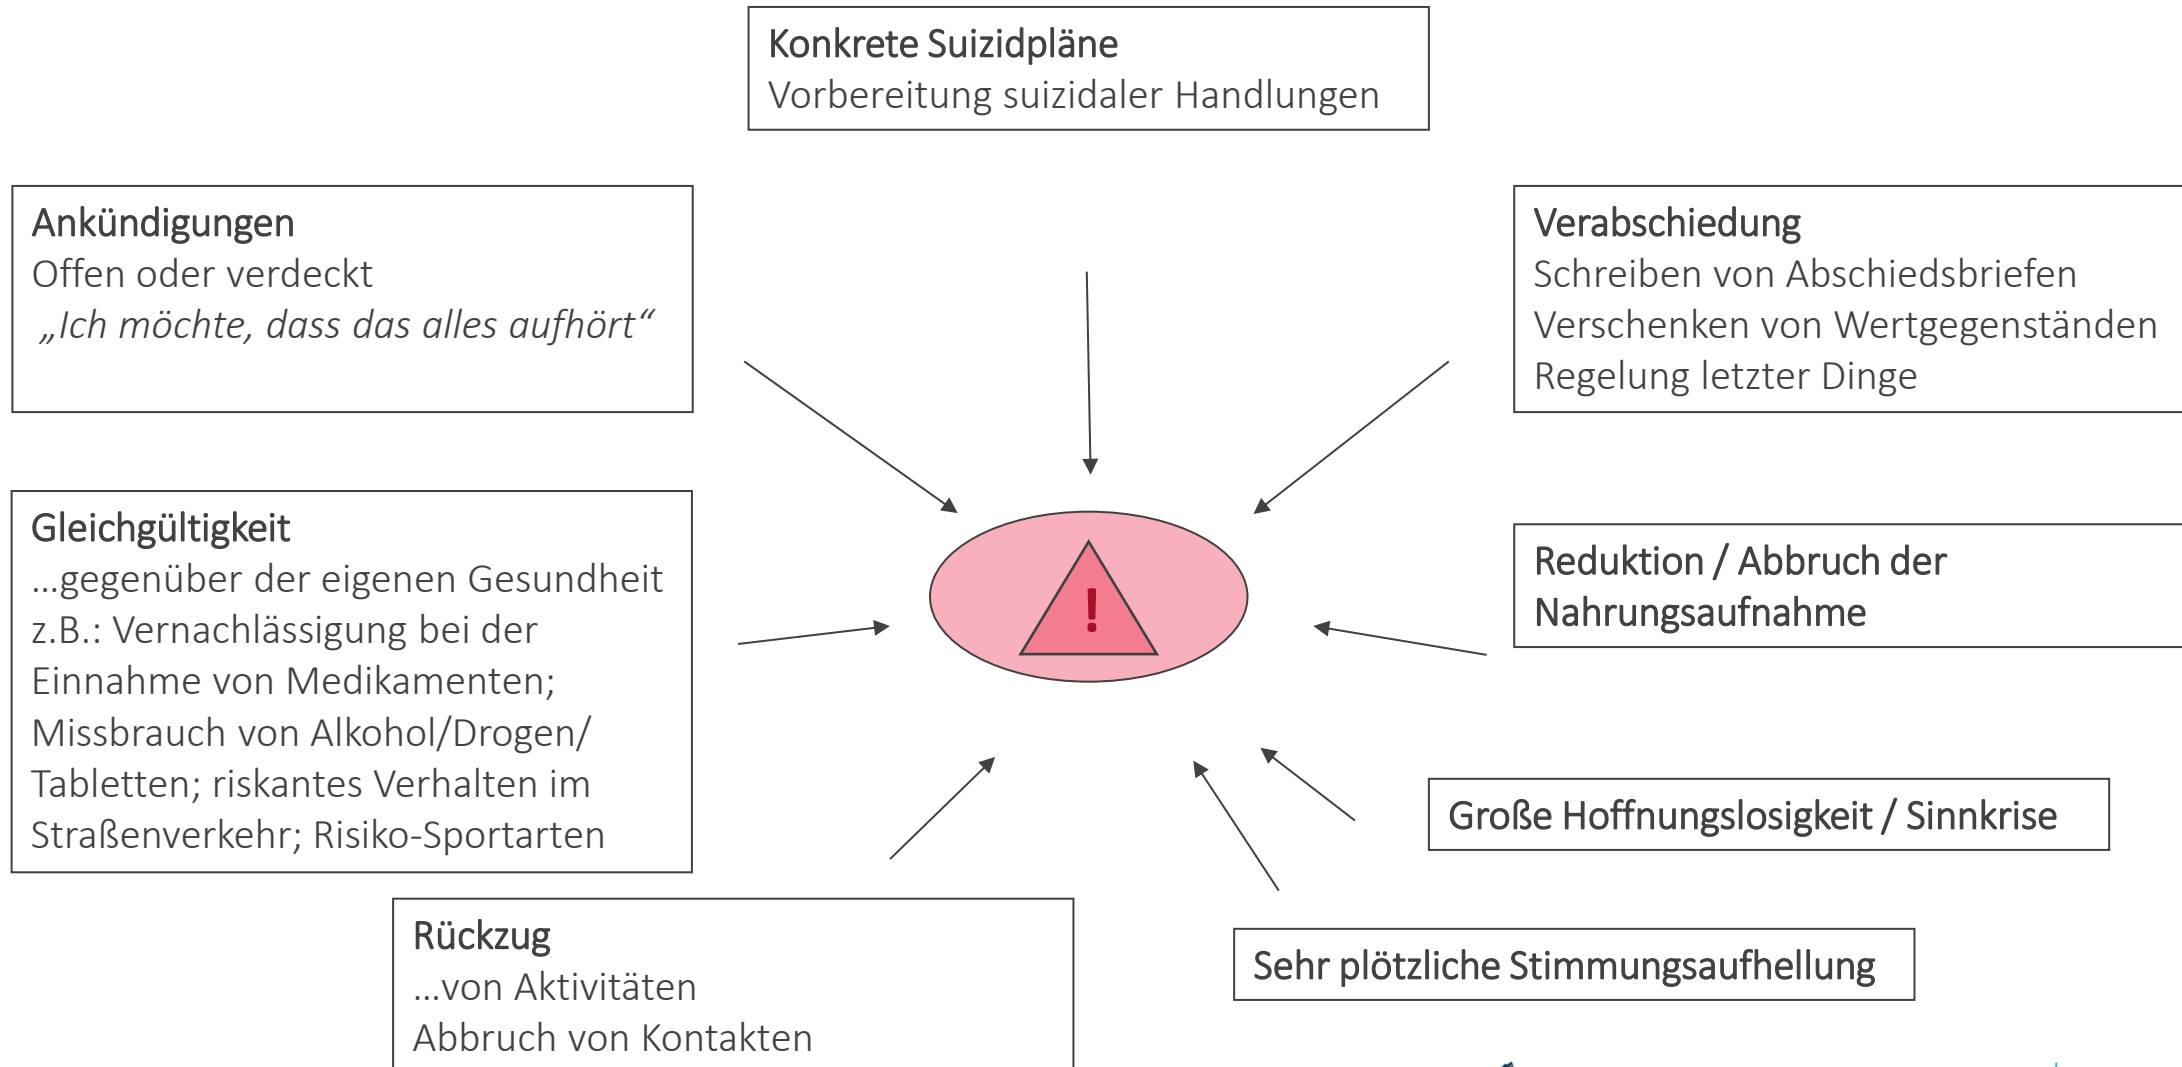 Konkrete Suizidpläne
Vorbereitung suizidaler Handlungen
Ankündigungen
Offen oder verdeckt
„Ich möchte, dass das alles aufhört“
Verabschiedung
Schreiben von Abschiedsbriefen
Verschenken von Wertgegenständen
Regelung letzter Dinge
Gleichgültigkeit
...gegenüber der eigenen Gesundheit
z.B.: Vernachlässigung bei der
Einnahme von Medikamenten;
Missbrauch von Alkohol/Drogen/
Tabletten; riskantes Verhalten im
Straßenverkehr; Risiko-Sportarten
!
Reduktion / Abbruch der
Nahrungsaufnahme
Große Hoffnungslosigkeit / Sinnkrise
Rückzug
...von Aktivitäten
Abbruch von Kontakten
Sehr plötzliche Stimmungsaufhellung